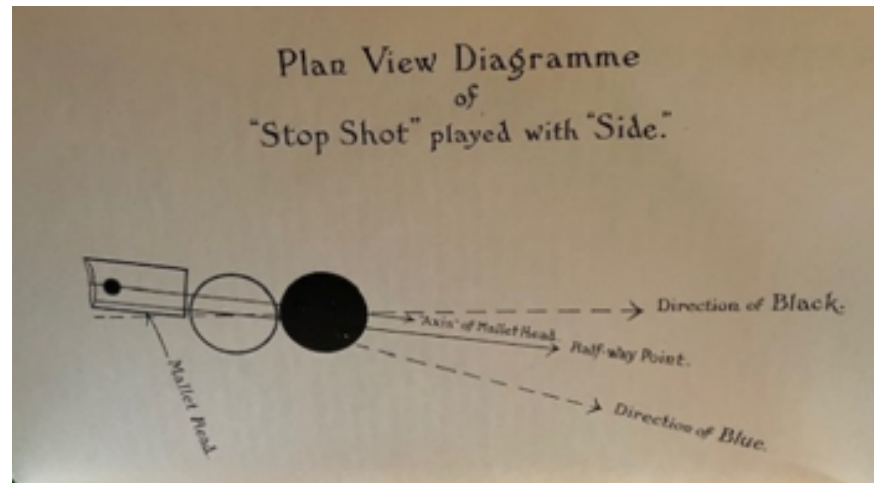 Plan View Diagramme
of
"Stop Shot" played with "Side."
Direction of Black.
"Axis" of Mallet Head.
Half-way Point.
Mallet Head.
Direction of Blue.